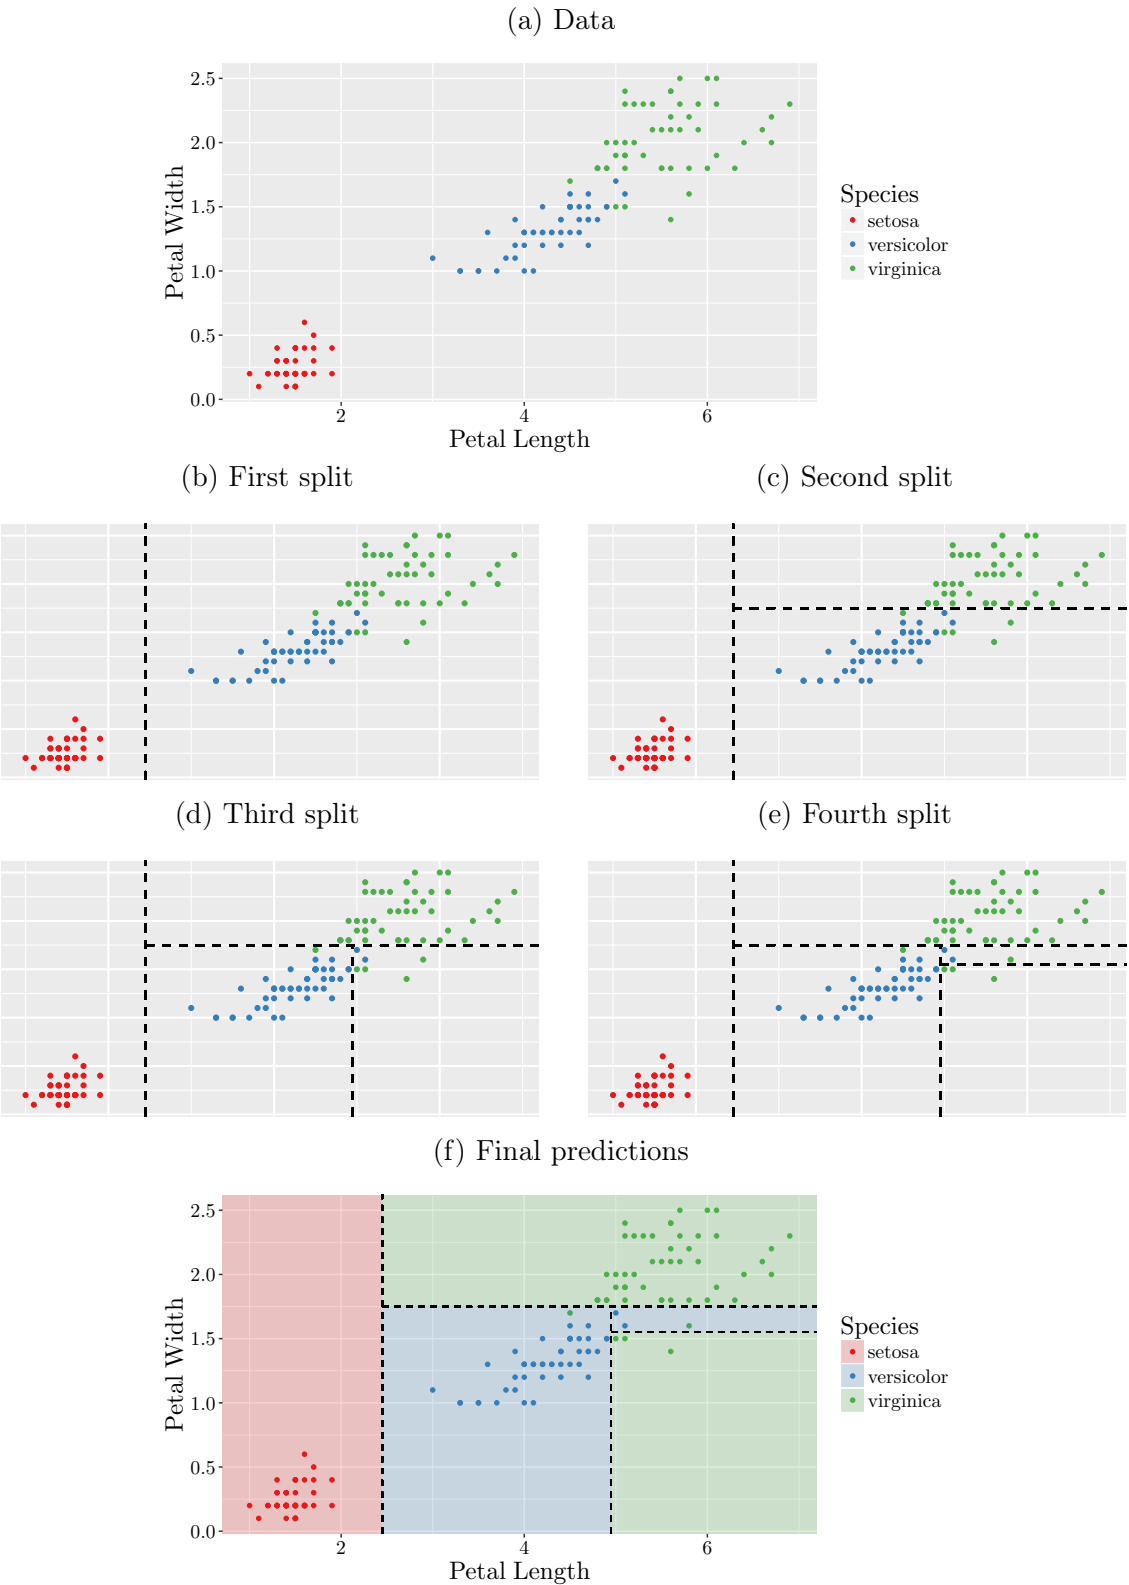 (a) Data
2.5
2.0
1.5
1.0
0.5
0.0
Petal Width
2 4 6
Petal Length
Species
setosa
versicolor
virginica
(b) First split
(c) Second split
(d) Third split
(e) Fourth split
(f) Final predictions
2.5
2.0
1.5
1.0
0.5
0.0
Petal Width
2 4 6
Petal Length
Species
setosa
versicolor
virginica